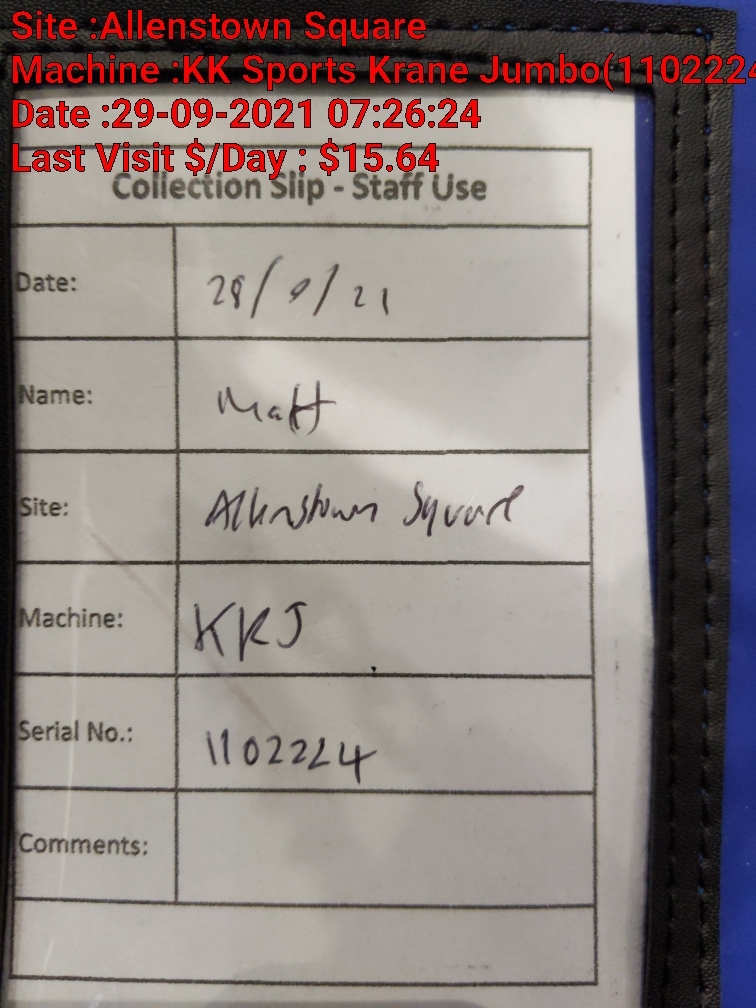 Site :Allenstown Square
Machine :KK Sports Krane Jumbo(1102224
Date :29-09-2021 07:26:24
Last Visit $/Day : $15.64
Collection Slip - Staff Use
Date: 28/9/21
Name: Matt
Site: Allenstown Square
Machine: KKJ
Serial No.: 1102224
Comments: